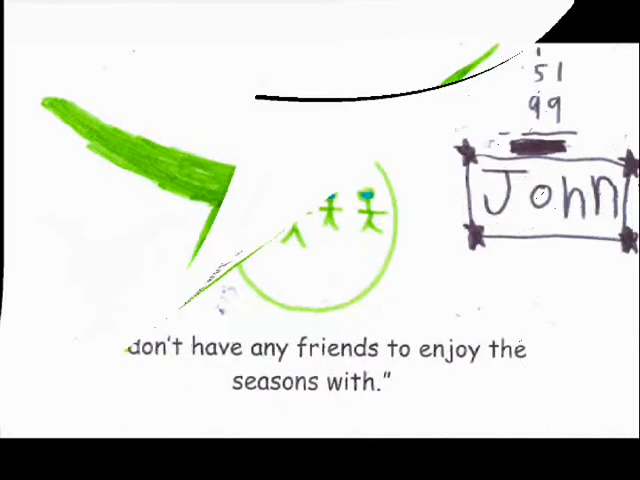 51
99
John
don't have any friends to enjoy the
seasons with.”